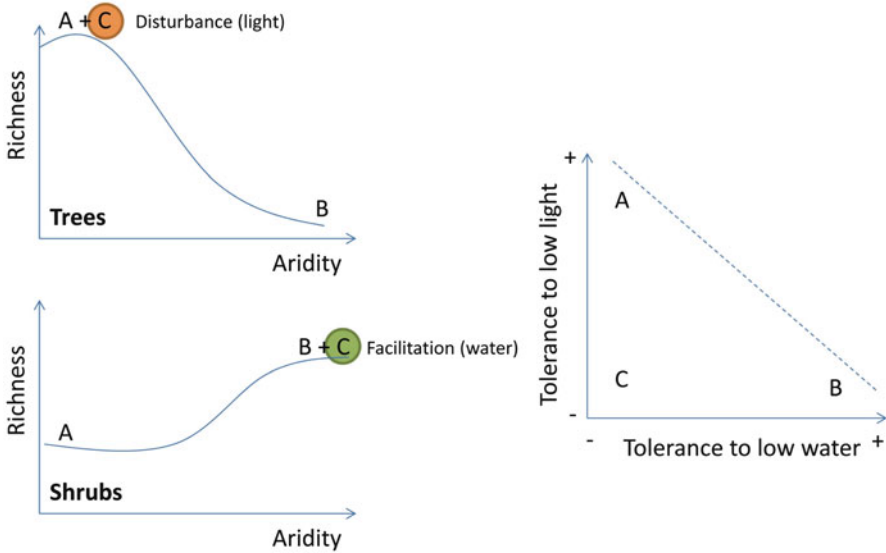 A + C Disturbance (light)
Richness
B
Trees
Aridity
B + C Facilitation (water)
Richness
A
Shrubs
Aridity
+
Tolerance to low light
A
C
B
-
- +
Tolerance to low water